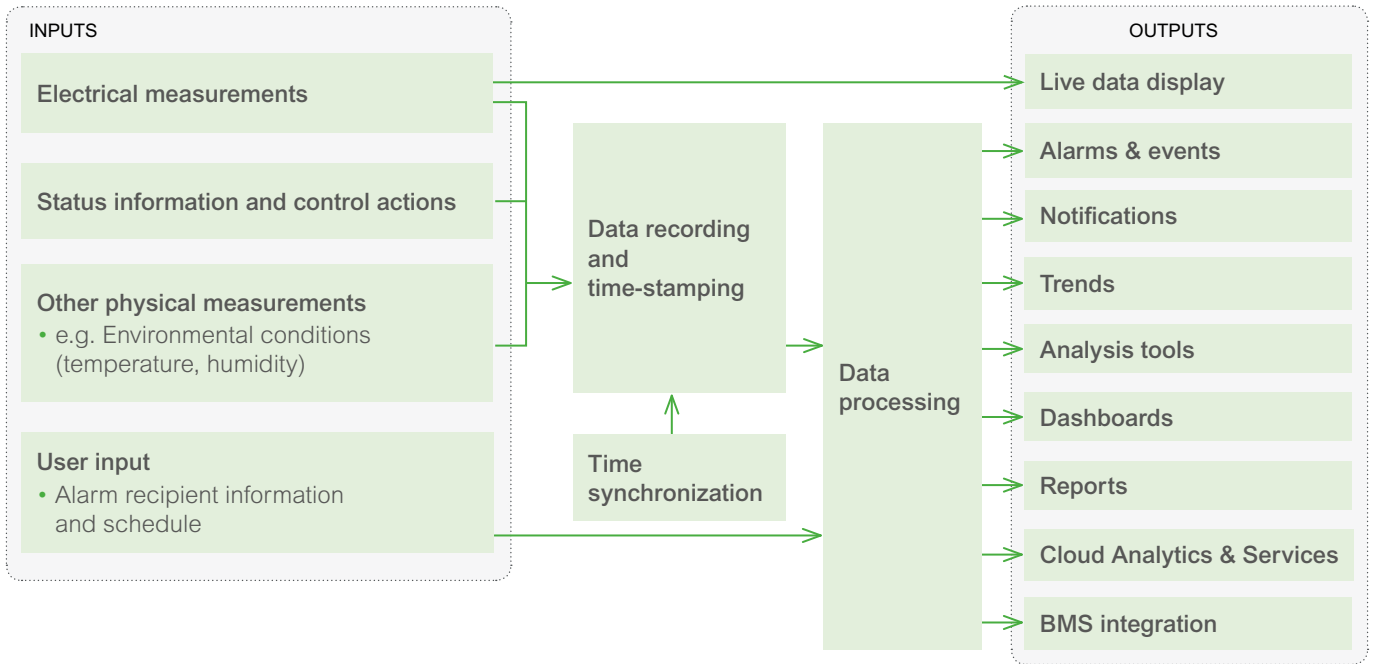 INPUTS
Electrical measurements
Status information and control actions
Other physical measurements
• e.g. Environmental conditions
(temperature, humidity)
User input
• Alarm recipient information
and schedule
Data recording
and
time-stamping
Time
synchronization
Data
processing
OUTPUTS
Live data display
Alarms & events
Notifications
Trends
Analysis tools
Dashboards
Reports
Cloud Analytics & Services
BMS integration